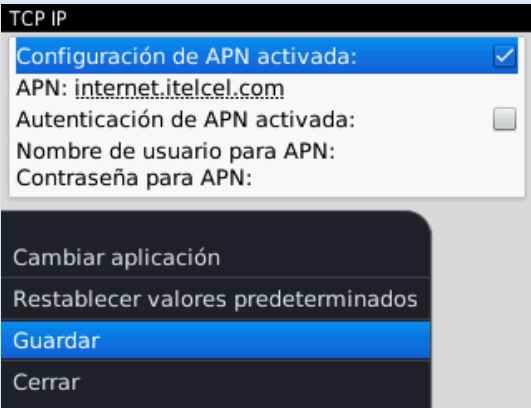 TCP IP
Configuración de APN activada:
APN: internet.itelcel.com
Autenticación de APN activada:
Nombre de usuario para APN:
Contraseña para APN:
Cambiar aplicación
Restablecer valores predeterminados
Guardar
Cerrar